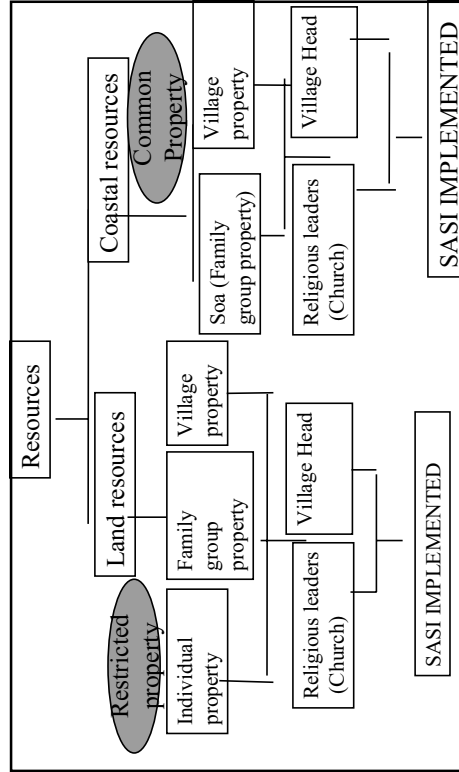 Resources
Land resources
Coastal resources
Restricted
property
Common
Property
Individual
property
Family
group
property
Village
property
Soa (Family
group property)
Village
property
Religious leaders
(Church)
Village Head
Religious leaders
(Church)
Village Head
SASI IMPLEMENTED
SASI IMPLEMENTED